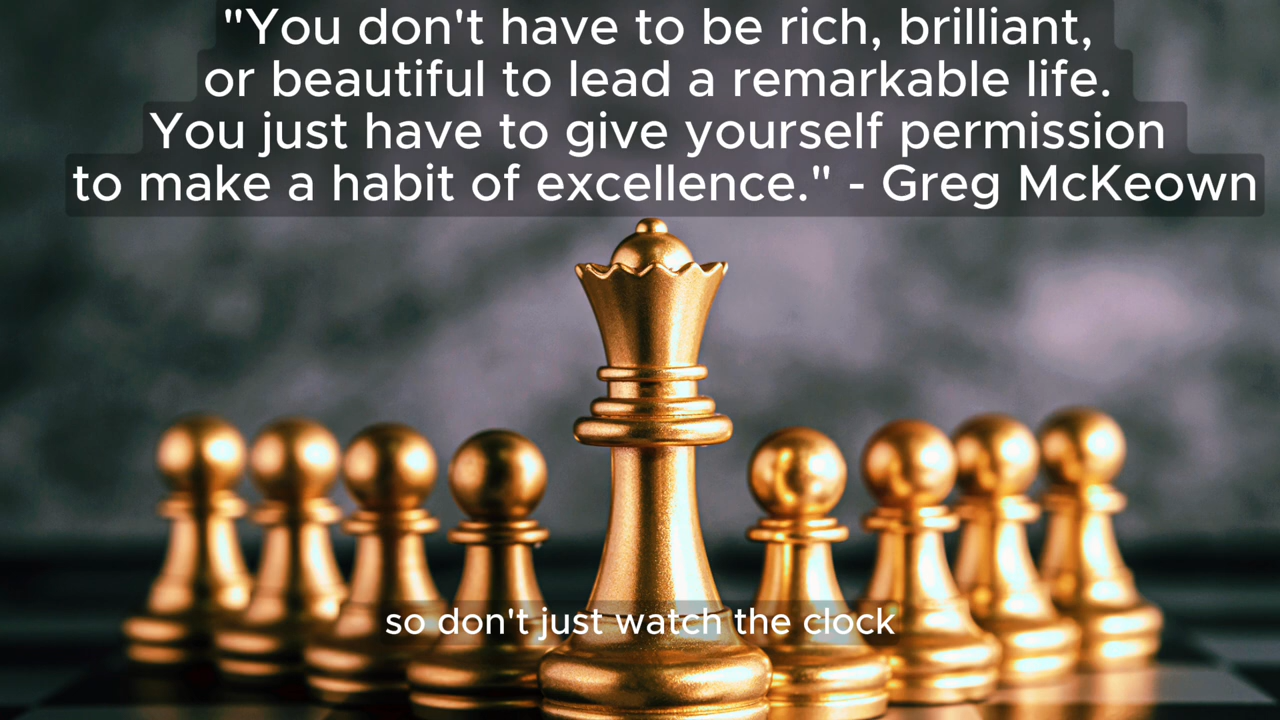 "You don't have to be rich, brilliant,
or beautiful to lead a remarkable life.
You just have to give yourself permission
to make a habit of excellence." - Greg McKeown
so don't just watch the clock